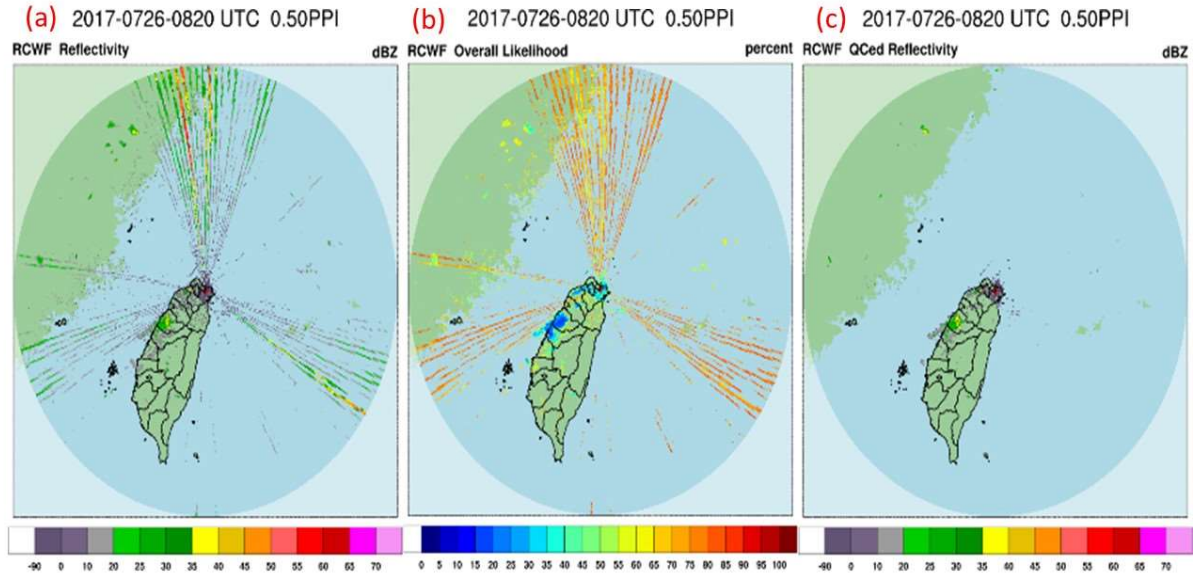 (a) 2017-0726-0820 UTC 0.50PPI
RCWF Reflectivity dBZ
-90 0 10 20 25 30 35 40 45 50 55 60 65 70
(b) 2017-0726-0820 UTC 0.50PPI
RCWF Overall Likelihood percent
0 5 10 15 20 25 30 35 40 45 50 55 60 65 70 75 80 85 90 95 100
(c) 2017-0726-0820 UTC 0.50PPI
RCWF QCed Reflectivity dBZ
-90 0 10 20 25 30 35 40 45 50 55 60 65 70